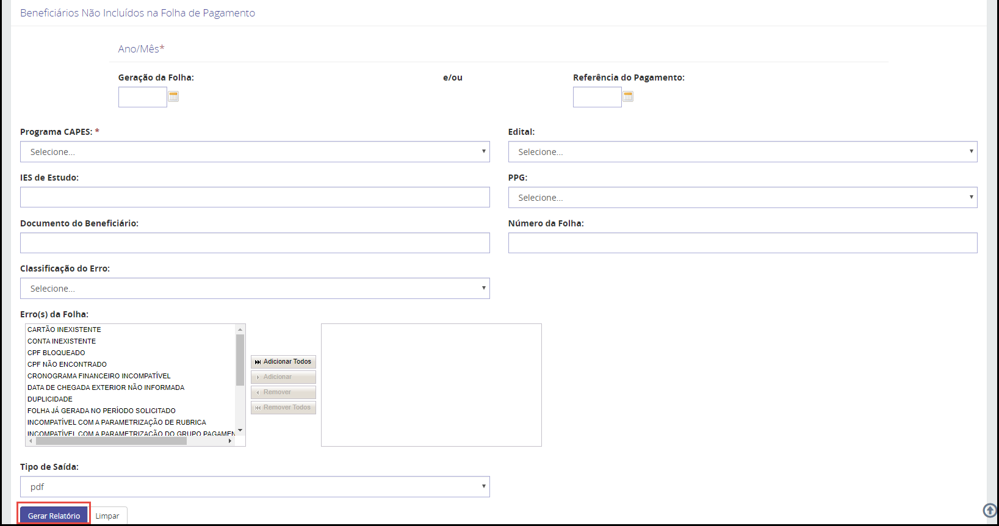 Beneficiários Não Incluídos na Folha de Pagamento
Ano/Mês*
Geração da Folha:
e/ou
Referência do Pagamento:
Programa CAPES: *
Edital:
Selecione...
Selecione...
IES de Estudo:
PPG:
Selecione...
Documento do Beneficiário:
Número da Folha:
Classificação do Erro:
Selecione...
Erro(s) da Folha:
CARTÃO INEXISTENTE
CONTA INEXISTENTE
CPF BLOQUEADO
CPF NÃO ENCONTRADO
CRONOGRAMA FINANCEIRO INCOMPATÍVEL
DATA DE CHEGADA EXTERIOR NÃO INFORMADA
DUPLICIDADE
FOLHA JÁ GERADA NO PERÍODO SOLICITADO
INCOMPATÍVEL COM A PARAMETRIZAÇÃO DE RUBRICA
INCOMPATÍVEL COM A PARAMETRIZAÇÃO DO GRUPO PAGAMEN
Adicionar Todos
Adicionar
Remover
Remover Todos
Tipo de Saída:
pdf
Gerar Relatório
Limpar